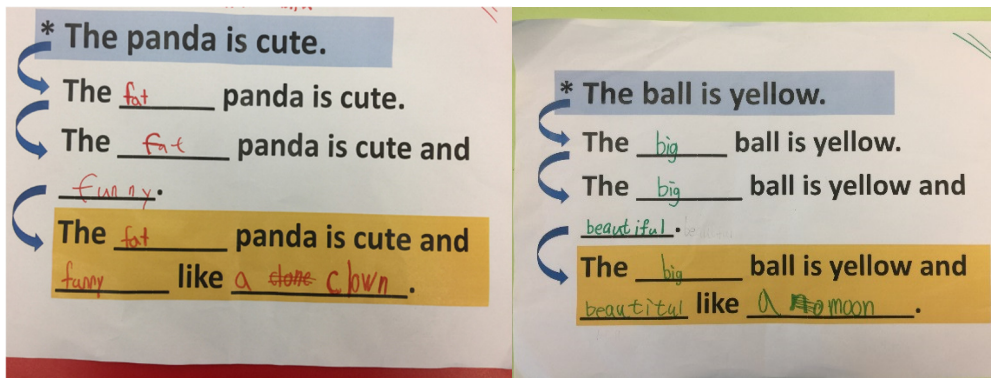 * The panda is cute.
The fat panda is cute.
The fat panda is cute and
funny.
The fat panda is cute and
funny like a clone clown.
* The ball is yellow.
The big ball is yellow.
The big ball is yellow and
beautiful.
The big ball is yellow and
beautiful like a moon.